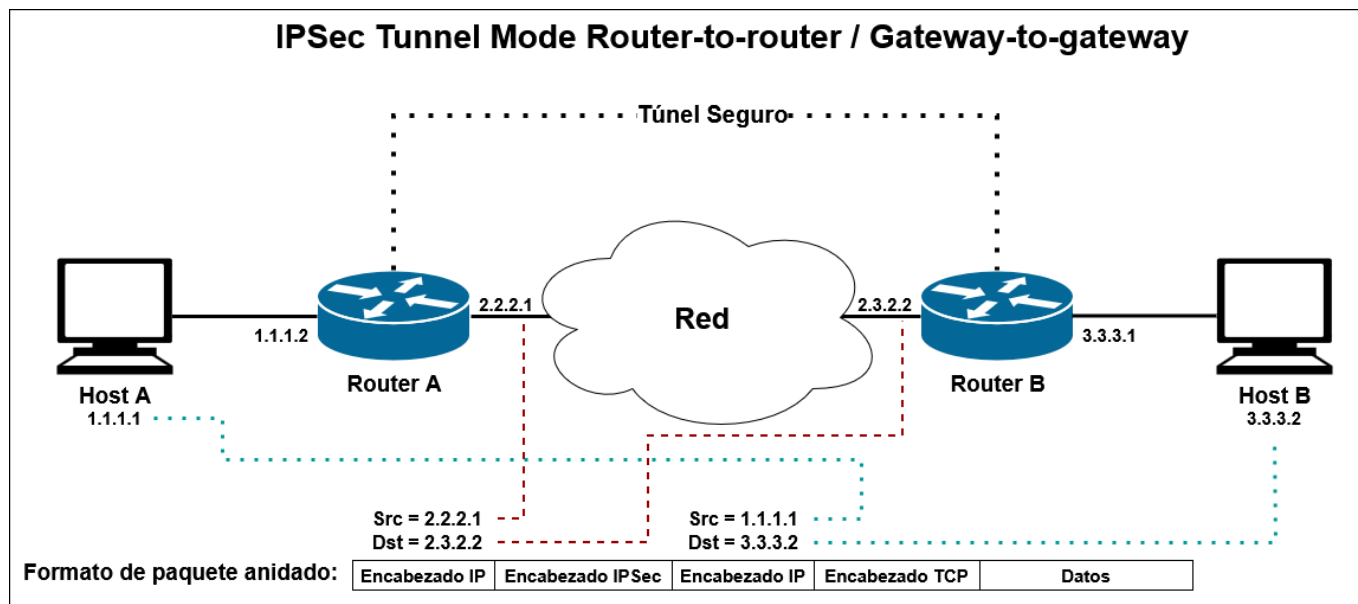 IPSec Tunnel Mode Router-to-router / Gateway-to-gateway
Túnel Seguro
2.2.2.1
2.3.2.2
Red
1.1.1.2
3.3.3.1
Router A
Router B
Host A
1.1.1.1
Host B
3.3.3.2
Src = 2.2.2.1
Dst = 2.3.2.2
Src = 1.1.1.1
Dst = 3.3.3.2
Formato de paquete anidado: Encabezado IP Encabezado IPSec Encabezado IP Encabezado TCP Datos